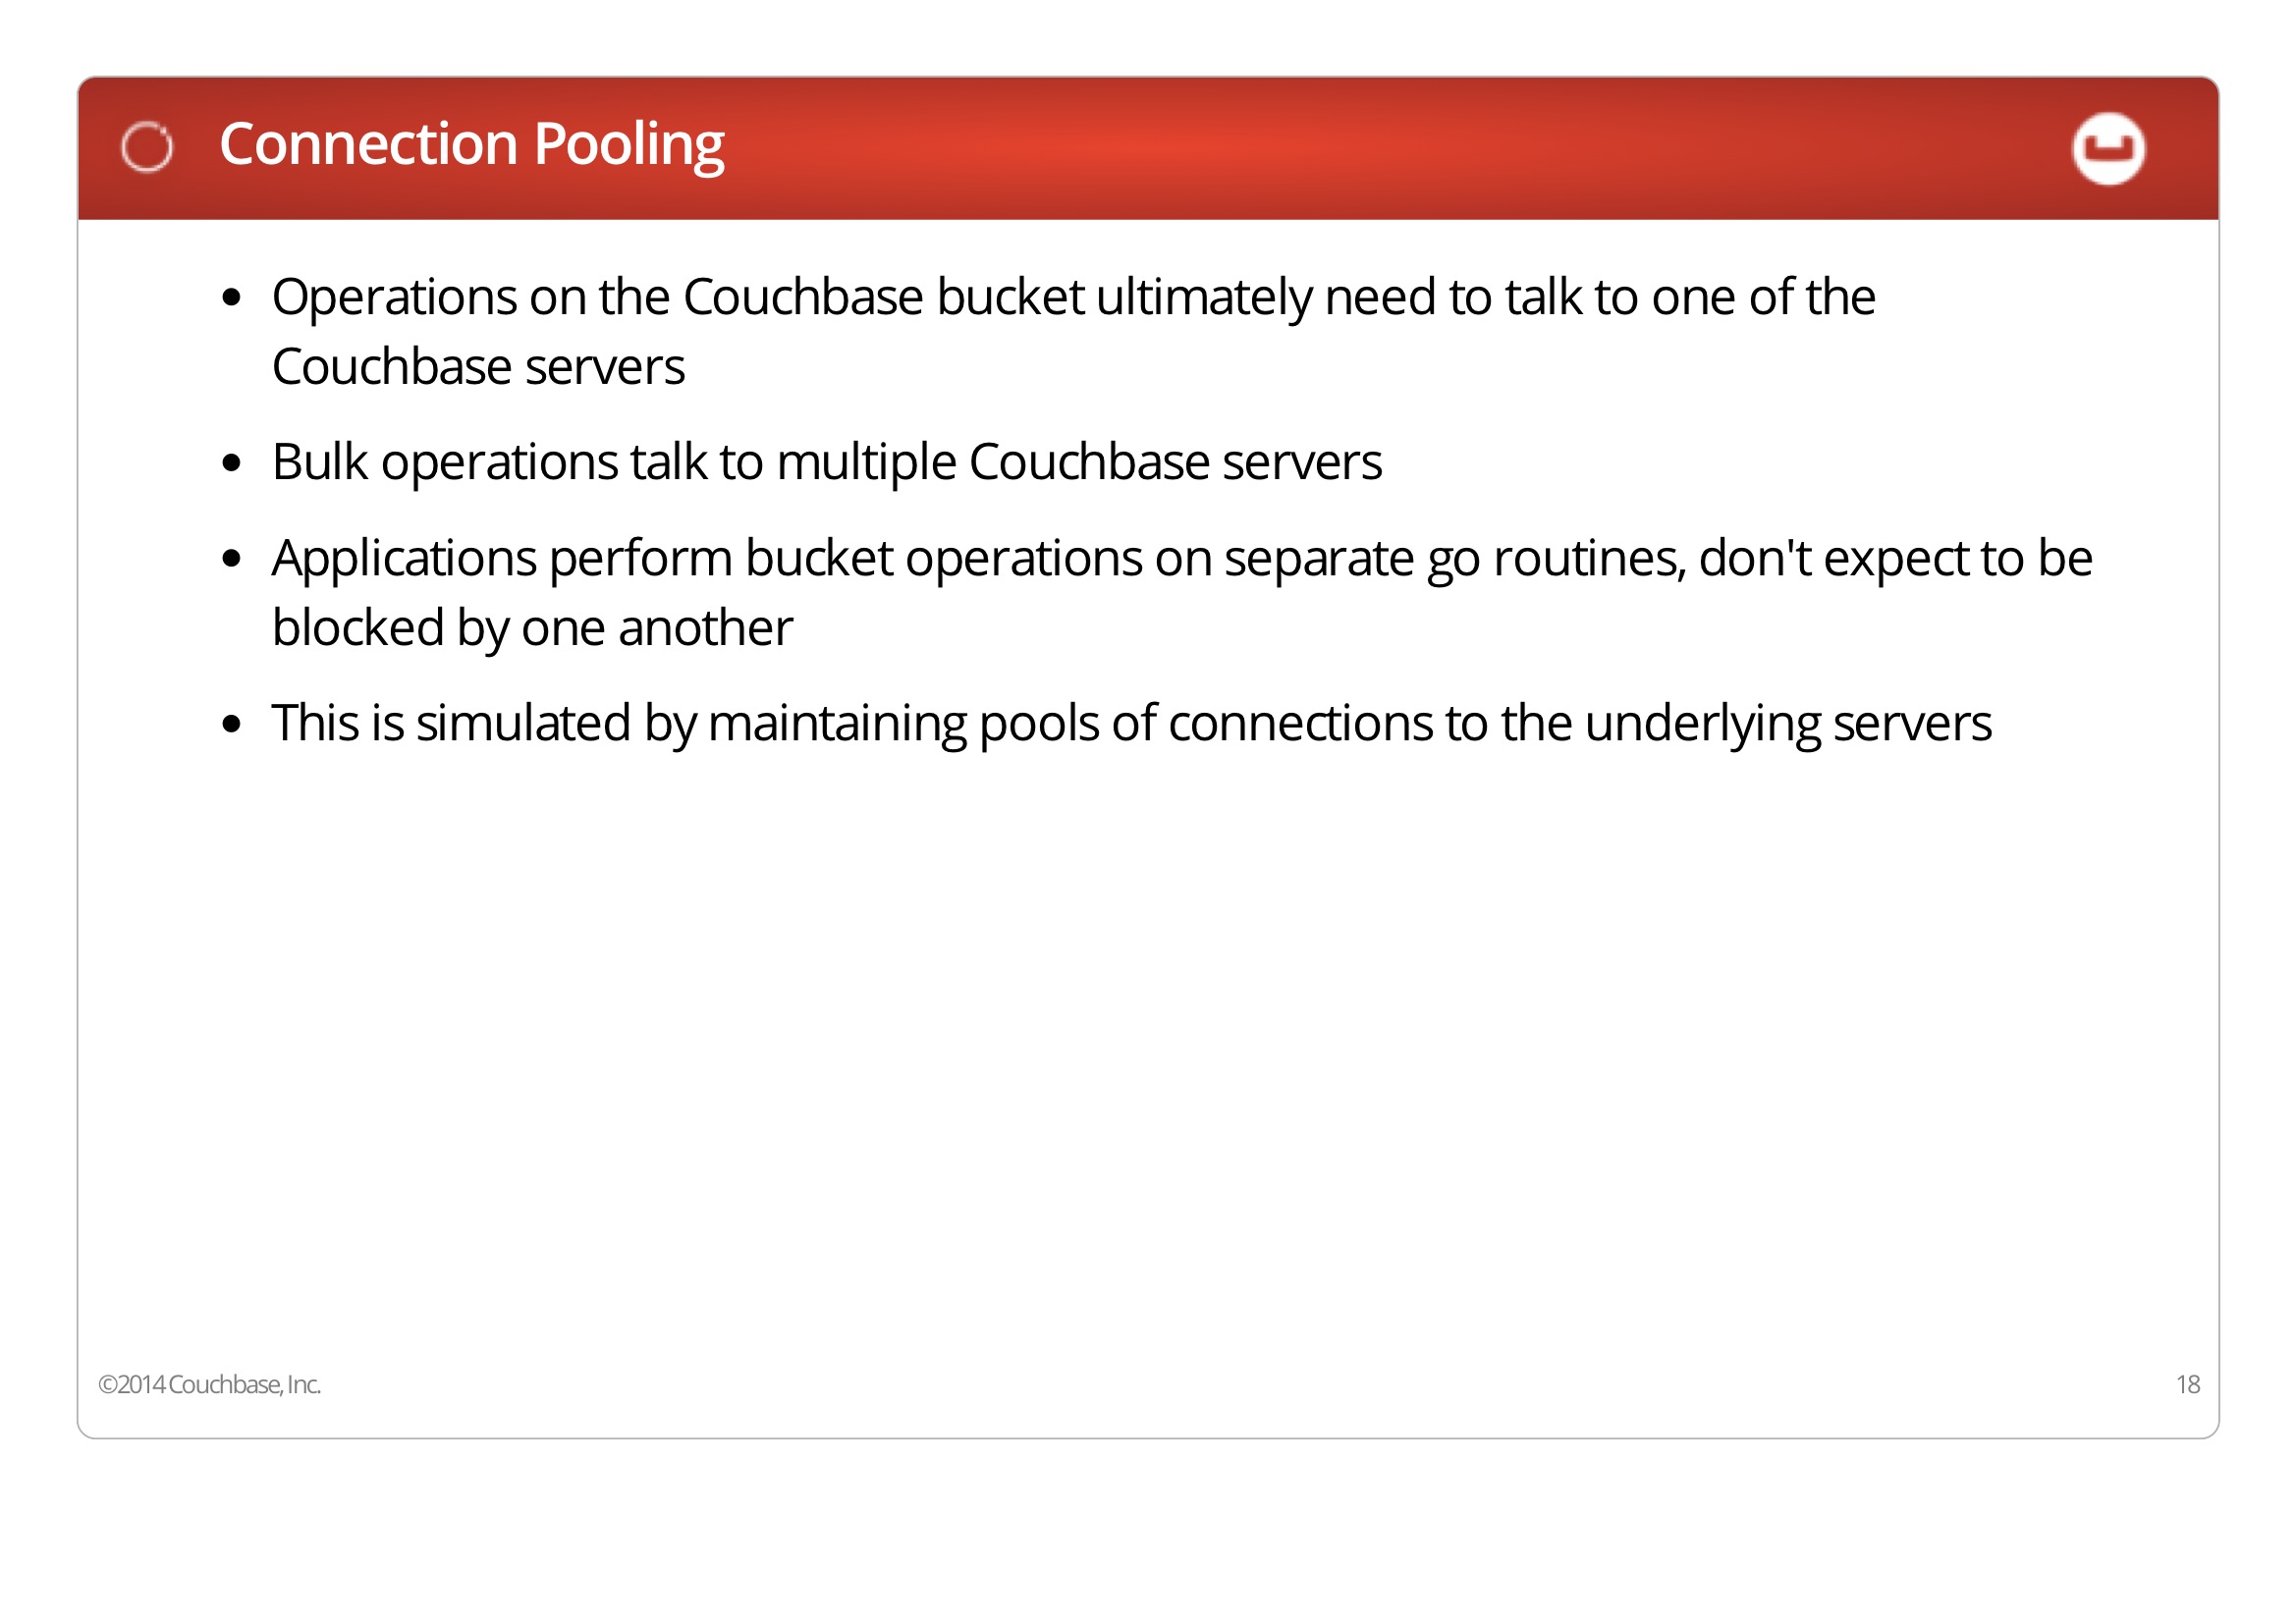 Connection Pooling
• Operations on the Couchbase bucket ultimately need to talk to one of the
Couchbase servers
• Bulk operations talk to multiple Couchbase servers
• Applications perform bucket operations on separate go routines, don't expect to be
blocked by one another
• This is simulated by maintaining pools of connections to the underlying servers
©2014 Couchbase, Inc.
18